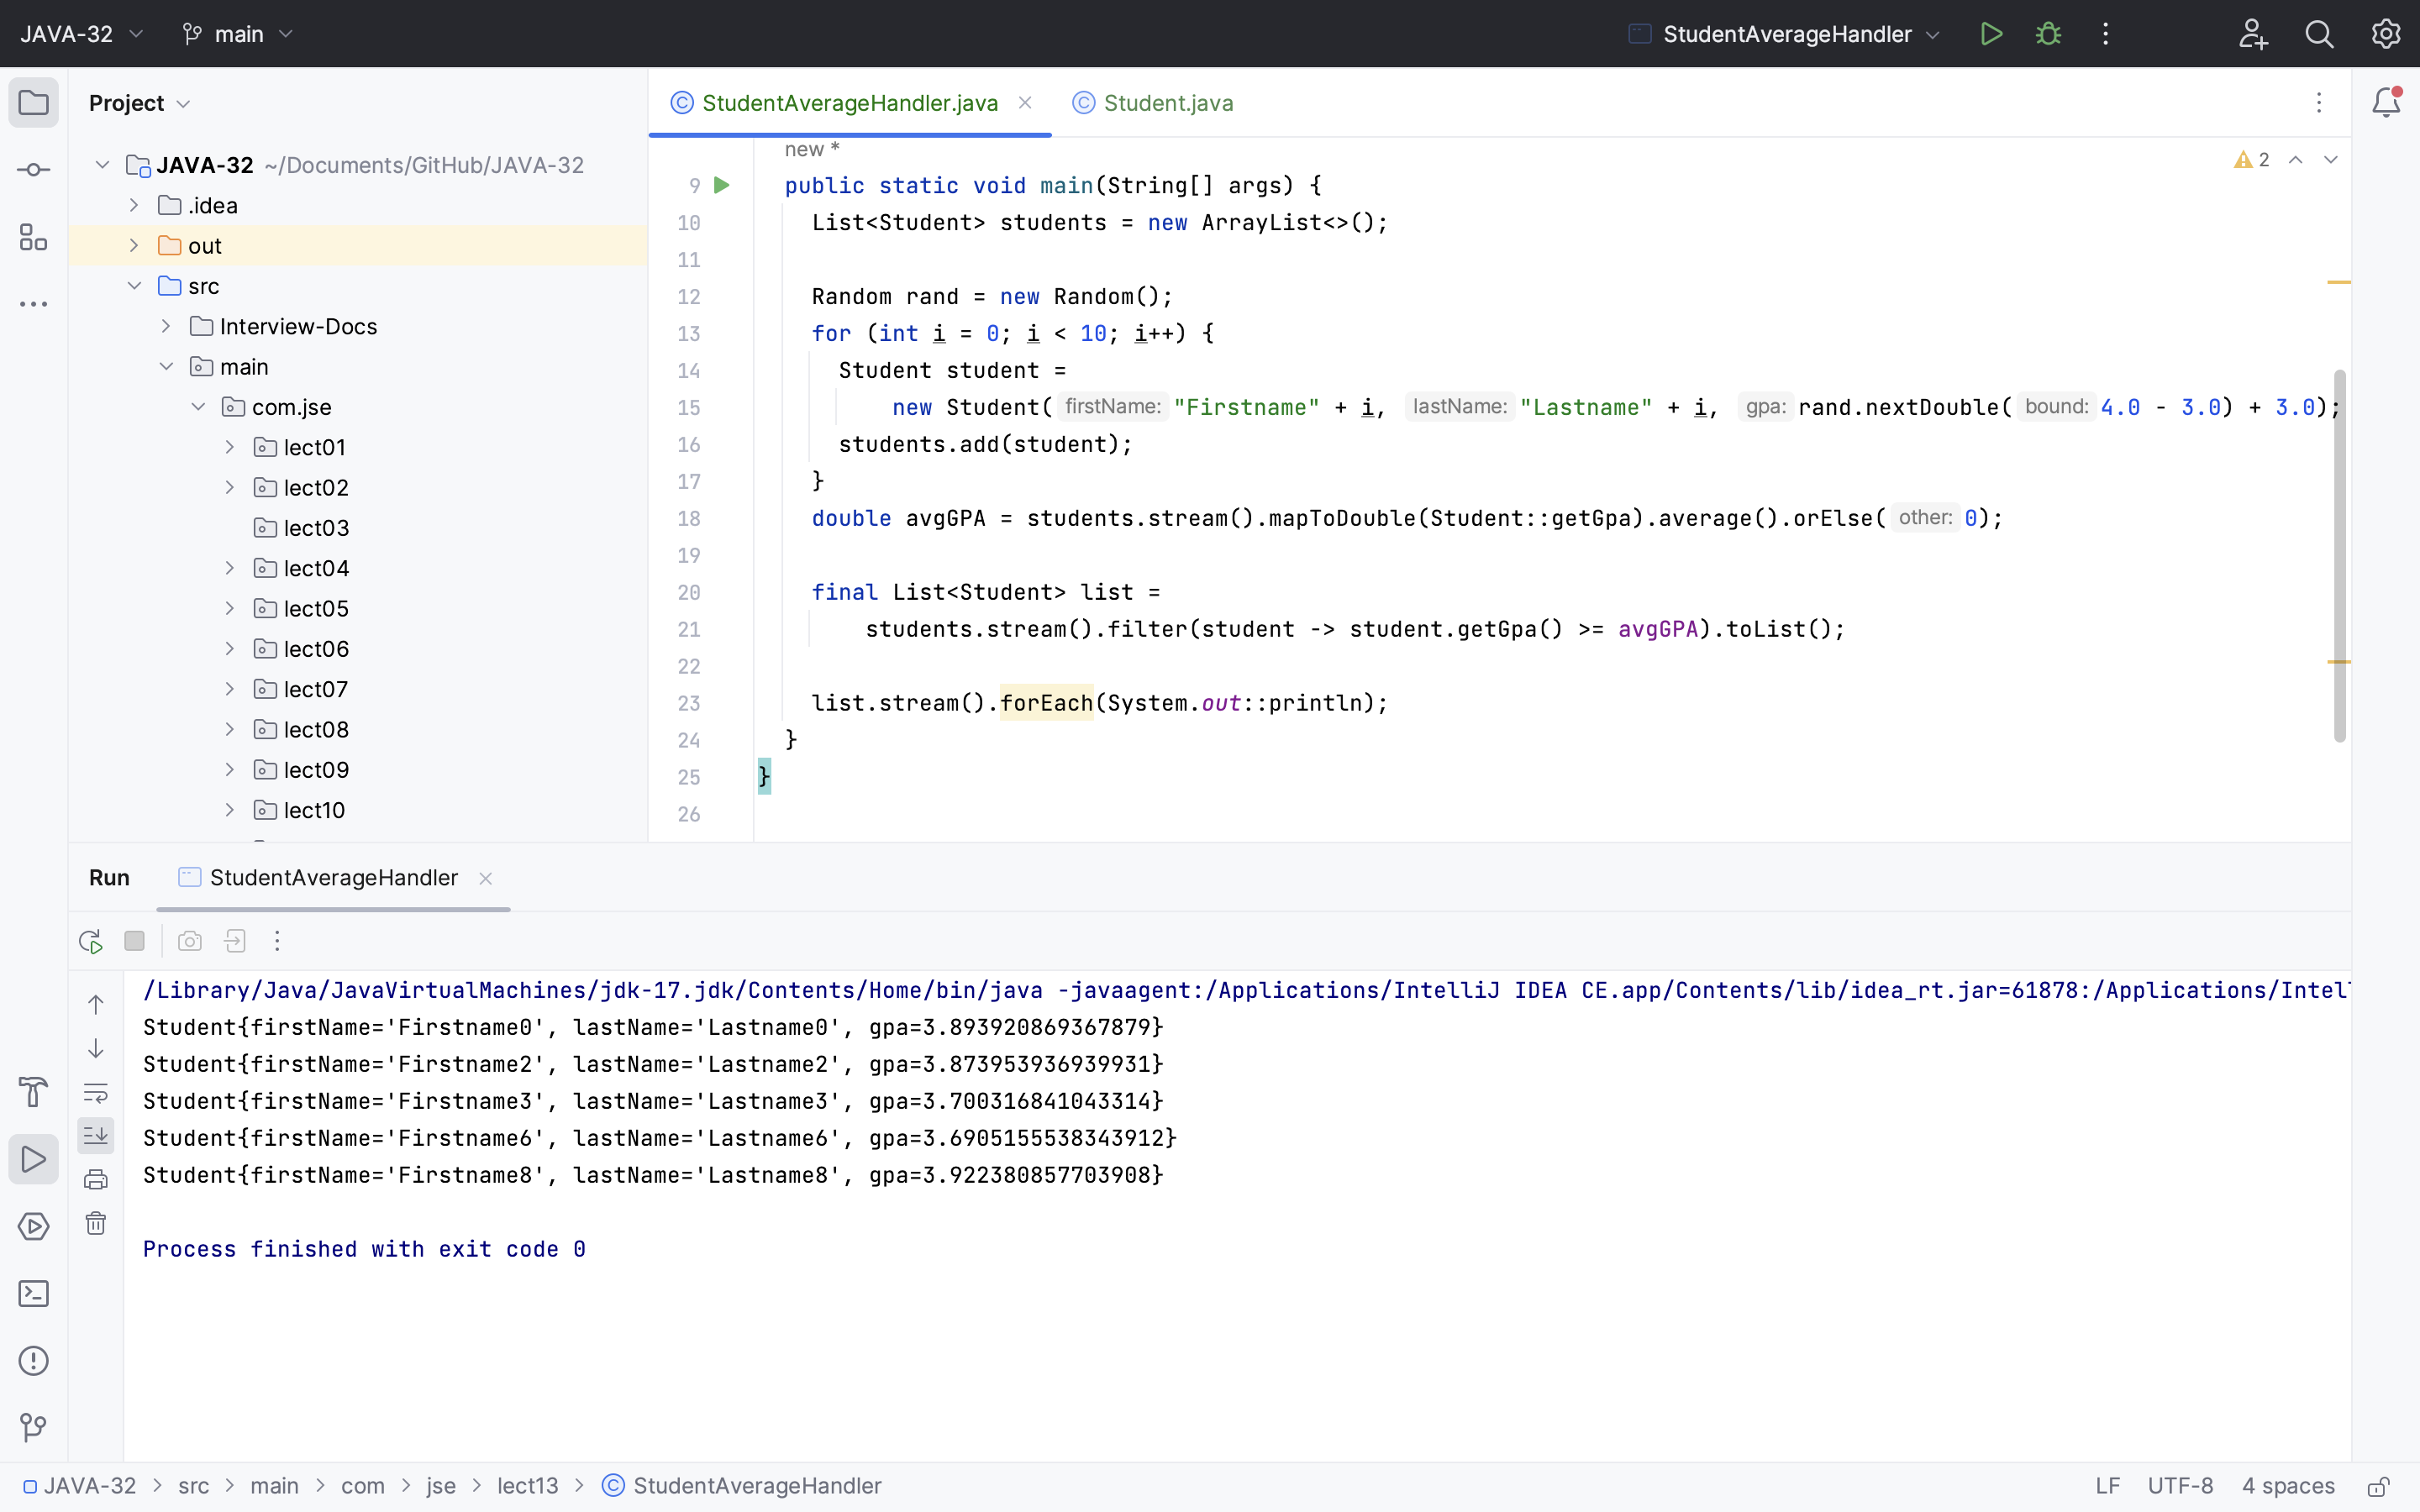 JAVA-32 main StudentAverageHandler
Project
StudentAverageHandler.java Student.java
JAVA-32 ~/Documents/GitHub/JAVA-32
.idea
out
src
Interview-Docs
main
com.jse
lect01
lect02
lect03
lect04
lect05
lect06
lect07
lect08
lect09
lect10
new *
2
9 public static void main(String[] args) {
10 List<Student> students = new ArrayList<>();
11
12 Random rand = new Random();
13 for (int i = 0; i < 10; i++) {
14 Student student =
15 new Student( firstName: "Firstname" + i, lastName: "Lastname" + i, gpa: rand.nextDouble( bound: 4.0 - 3.0) + 3.0);
16 students.add(student);
17 }
18 double avgGPA = students.stream().mapToDouble(Student::getGpa).average().orElse( other: 0);
19
20 final List<Student> list =
21 students.stream().filter(student -> student.getGpa() >= avgGPA).toList();
22
23 list.stream().forEach(System.out::println);
24 }
25 }
26
Run StudentAverageHandler
/Library/Java/JavaVirtualMachines/jdk-17.jdk/Contents/Home/bin/java -javaagent:/Applications/IntelliJ IDEA CE.app/Contents/lib/idea_rt.jar=61878:/Applications/Intel
Student{firstName='Firstname0', lastName='Lastname0', gpa=3.893920869367879}
Student{firstName='Firstname2', lastName='Lastname2', gpa=3.873953936939931}
Student{firstName='Firstname3', lastName='Lastname3', gpa=3.700316841043314}
Student{firstName='Firstname6', lastName='Lastname6', gpa=3.6905155538343912}
Student{firstName='Firstname8', lastName='Lastname8', gpa=3.922380857703908}
Process finished with exit code 0
JAVA-32 > src > main > com > jse > lect13 > StudentAverageHandler LF UTF-8 4 spaces